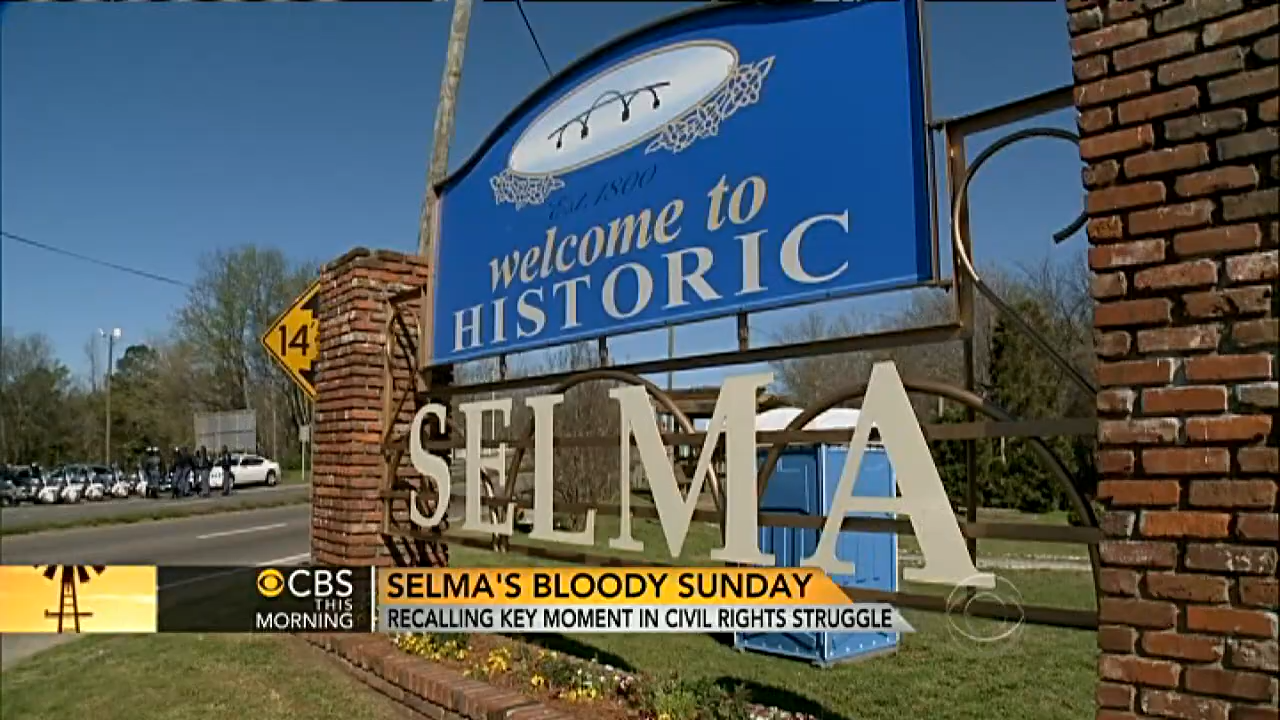 Est. 1800
welcome to
HISTORIC
SELMA
14'
CBS
THIS
MORNING
SELMA'S BLOODY SUNDAY
RECALLING KEY MOMENT IN CIVIL RIGHTS STRUGGLE